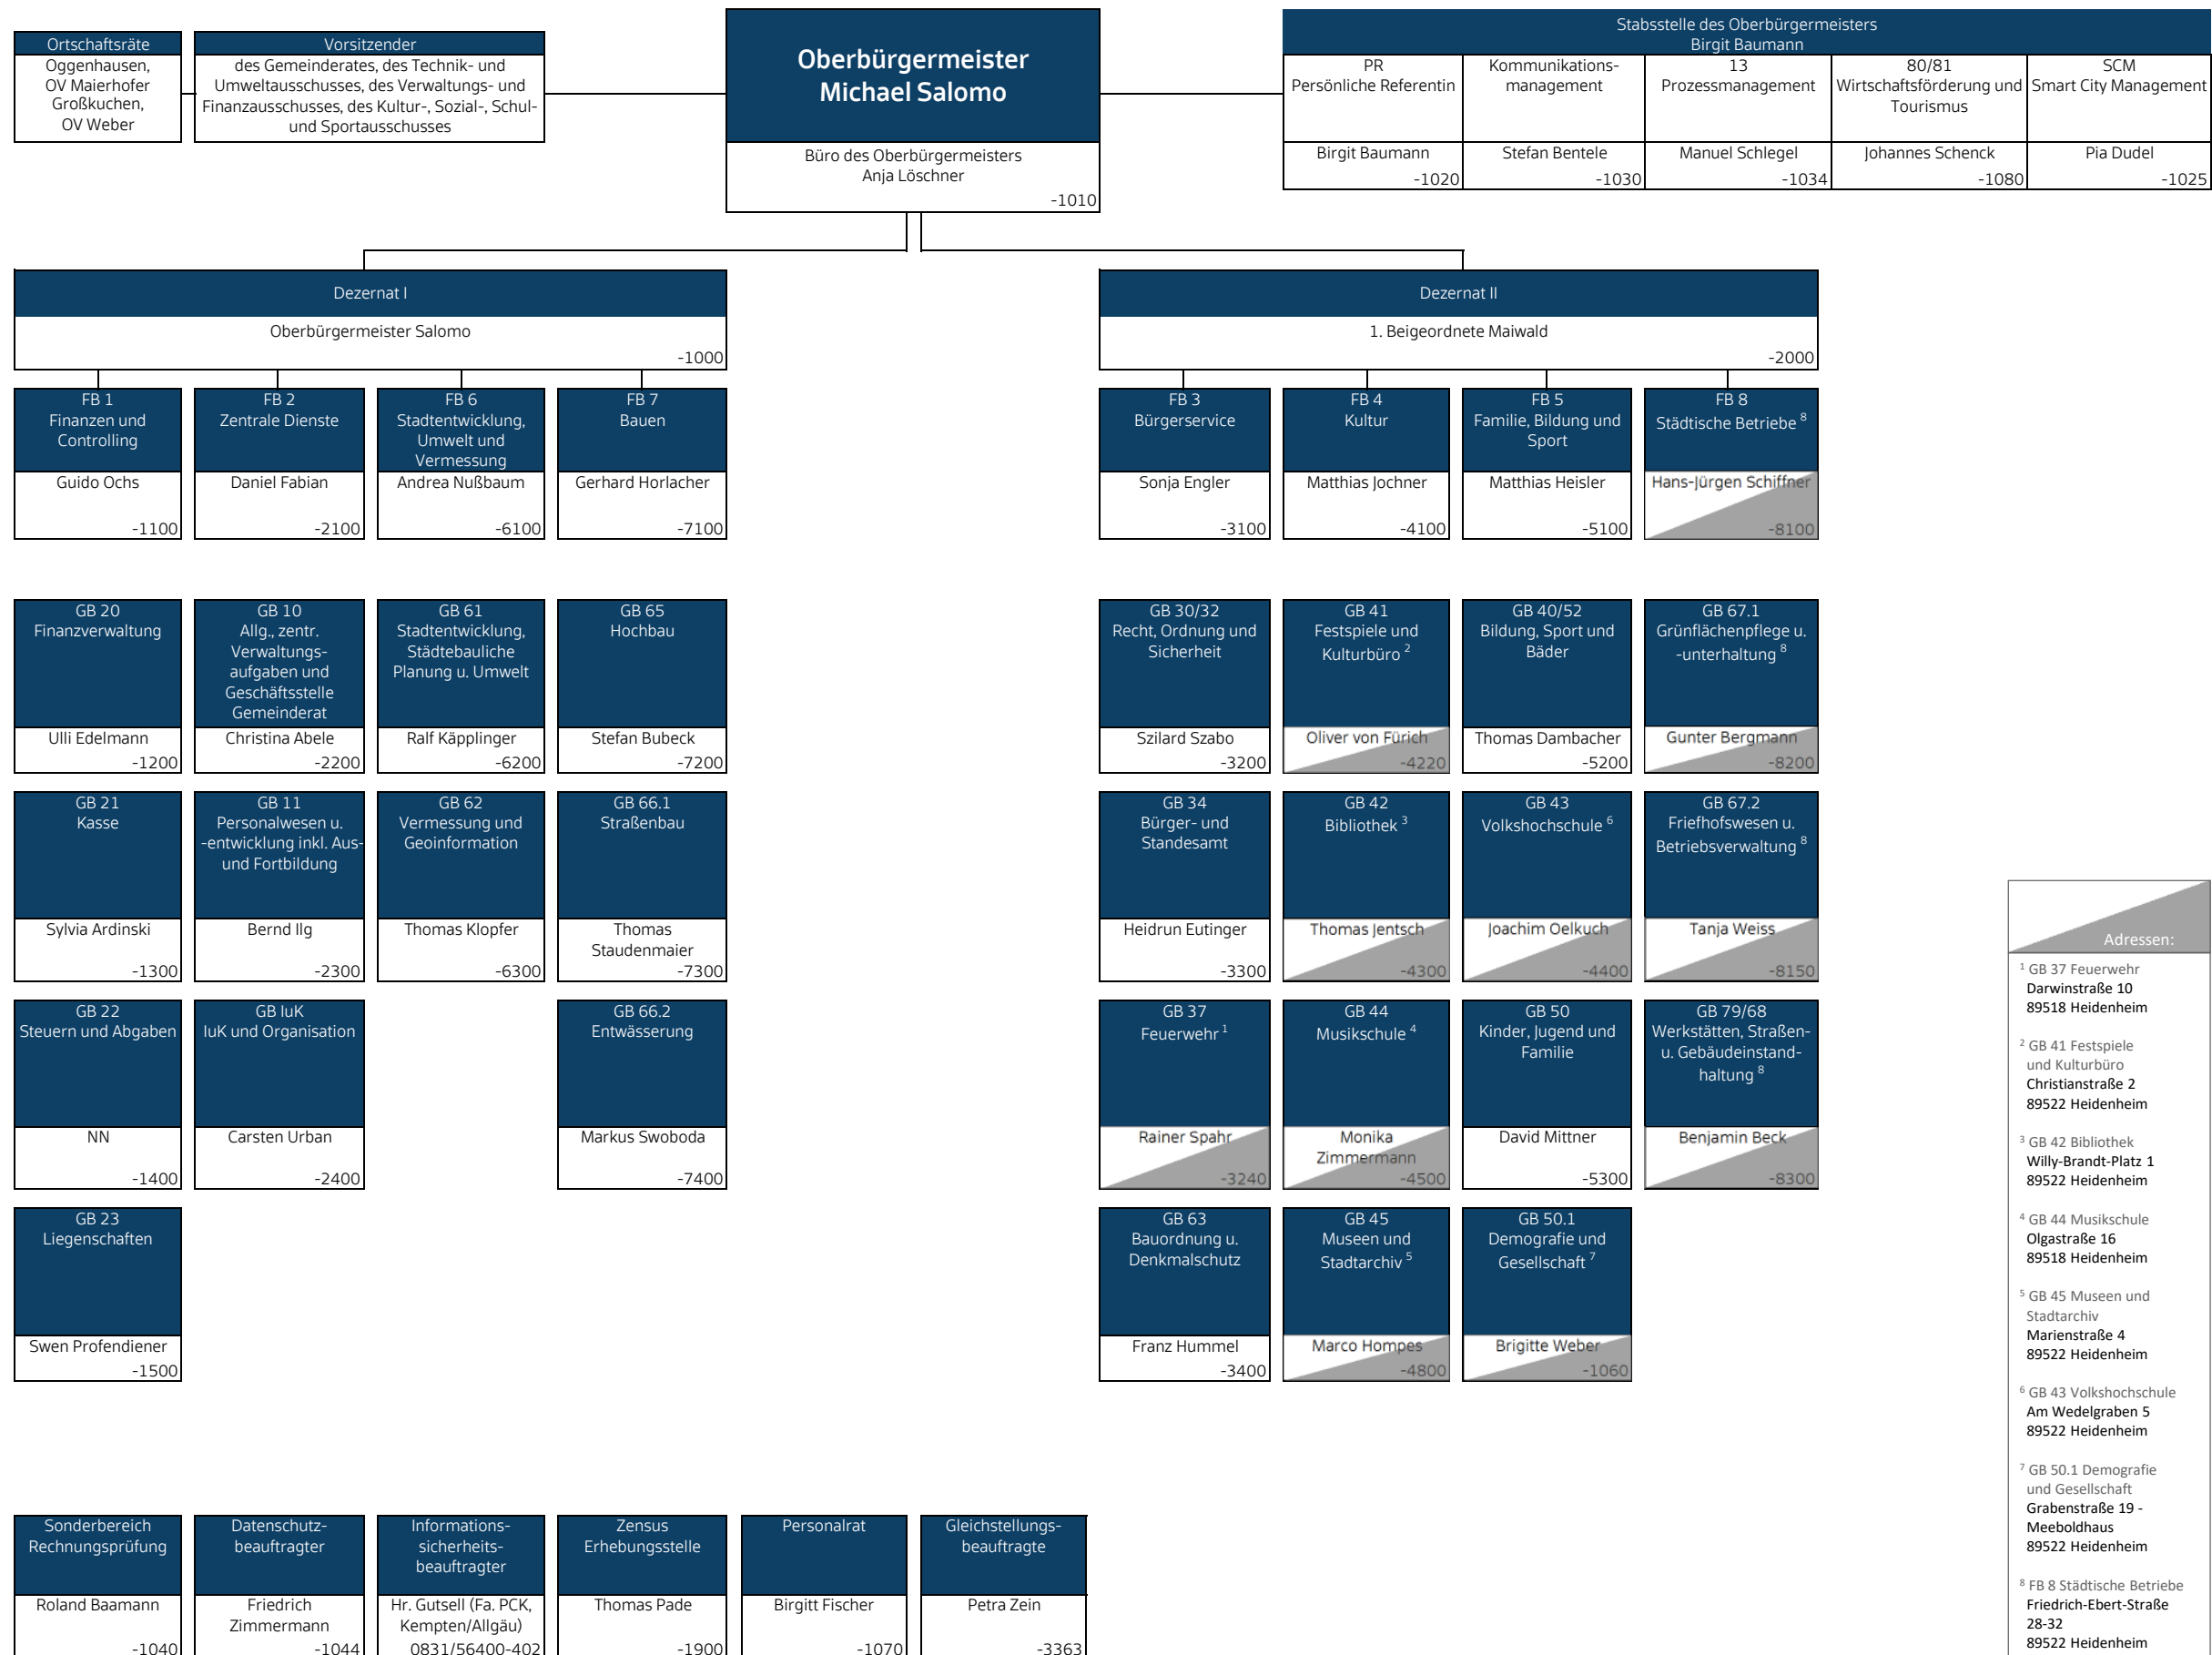 Ortschaftsräte
Oggenhausen,
OV Maierhofer
Großkuchen,
OV Weber
Vorsitzender
des Gemeinderates, des Technik- und
Umweltausschusses, des Verwaltungs- und
Finanzausschusses, des Kultur-, Sozial-, Schul-
und Sportausschusses
Oberbürgermeister
Michael Salomo
Büro des Oberbürgermeisters
Anja Löschner
-1010
Stabsstelle des Oberbürgermeisters
Birgit Baumann
PR
Persönliche Referentin
Birgit Baumann
-1020
Kommunikations-
management
Stefan Bentele
-1030
13
Prozessmanagement
Manuel Schlegel
-1034
80/81
Wirtschaftsförderung und
Tourismus
Johannes Schenck
-1080
SCM
Smart City Management
Pia Dudel
-1025
Dezernat I
Oberbürgermeister Salomo
-1000
Dezernat II
1. Beigeordnete Maiwald
-2000
FB 1
Finanzen und
Controlling
Guido Ochs
-1100
FB 2
Zentrale Dienste
Daniel Fabian
-2100
FB 6
Stadtentwicklung,
Umwelt und
Vermessung
Andrea Nußbaum
-6100
FB 7
Bauen
Gerhard Horlacher
-7100
FB 3
Bürgerservice
Sonja Engler
-3100
FB 4
Kultur
Matthias Jochner
-4100
FB 5
Familie, Bildung und
Sport
Matthias Heisler
-5100
FB 8
Städtische Betriebe 8
Hans-Jürgen Schiffner
-8100
GB 20
Finanzverwaltung
Ulli Edelmann
-1200
GB 10
Allg., zentr.
Verwaltungs-
aufgaben und
Geschäftsstelle
Gemeinderat
Christina Abele
-2200
GB 61
Stadtentwicklung,
Städtebauliche
Planung u. Umwelt
Ralf Käpplinger
-6200
GB 65
Hochbau
Stefan Bubeck
-7200
GB 30/32
Recht, Ordnung und
Sicherheit
Szilard Szabo
-3200
GB 41
Festspiele und
Kulturbüro 2
Oliver von Fürich
-4220
GB 40/52
Bildung, Sport und
Bäder
Thomas Dambacher
-5200
GB 67.1
Grünflächenpflege u.
-unterhaltung 8
Gunter Bergmann
-8200
GB 21
Kasse
Sylvia Ardinski
-1300
GB 11
Personalwesen u.
-entwicklung inkl. Aus-
und Fortbildung
Bernd Ilg
-2300
GB 62
Vermessung und
Geoinformation
Thomas Klopfer
-6300
GB 66.1
Straßenbau
Thomas
Staudenmaier
-7300
GB 34
Bürger- und
Standesamt
Heidrun Eutinger
-3300
GB 42
Bibliothek 3
Thomas Jentsch
-4300
GB 43
Volkshochschule 6
Joachim Oelkuch
-4400
GB 67.2
Friefhofswesen u.
Betriebsverwaltung 8
Tanja Weiss
-8150
GB 22
Steuern und Abgaben
NN
-1400
GB IuK
IuK und Organisation
Carsten Urban
-2400
GB 66.2
Entwässerung
Markus Swoboda
-7400
GB 37
Feuerwehr 1
Rainer Spahr
-3240
GB 44
Musikschule 4
Monika
Zimmermann
-4500
GB 50
Kinder, Jugend und
Familie
David Mittner
-5300
GB 79/68
Werkstätten, Straßen-
u. Gebäudeinstand-
haltung 8
Benjamin Beck
-8300
GB 23
Liegenschaften
Swen Profendiener
-1500
GB 63
Bauordnung u.
Denkmalschutz
Franz Hummel
-3400
GB 45
Museen und
Stadtarchiv 5
Marco Hompes
-4800
GB 50.1
Demografie und
Gesellschaft 7
Brigitte Weber
-1060
Sonderbereich
Rechnungsprüfung
Roland Baamann
-1040
Datenschutz-
beauftragter
Friedrich
Zimmermann
-1044
Informations-
sicherheits-
beauftragter
Hr. Gutsell (Fa. PCK,
Kempten/Allgäu)
0831/56400-402
Zensus
Erhebungsstelle
Thomas Pade
-1900
Personalrat
Birgitt Fischer
-1070
Gleichstellungs-
beauftragte
Petra Zein
-3363
Adressen:
1 GB 37 Feuerwehr
Darwinstraße 10
89518 Heidenheim
2 GB 41 Festspiele
und Kulturbüro
Christianstraße 2
89522 Heidenheim
3 GB 42 Bibliothek
Willy-Brandt-Platz 1
89522 Heidenheim
4 GB 44 Musikschule
Olgastraße 16
89518 Heidenheim
5 GB 45 Museen und
Stadtarchiv
Marienstraße 4
89522 Heidenheim
6 GB 43 Volkshochschule
Am Wedelgraben 5
89522 Heidenheim
7 GB 50.1 Demografie
und Gesellschaft
Grabenstraße 19 -
Meeboldhaus
89522 Heidenheim
8 FB 8 Städtische Betriebe
Friedrich-Ebert-Straße
28-32
89522 Heidenheim